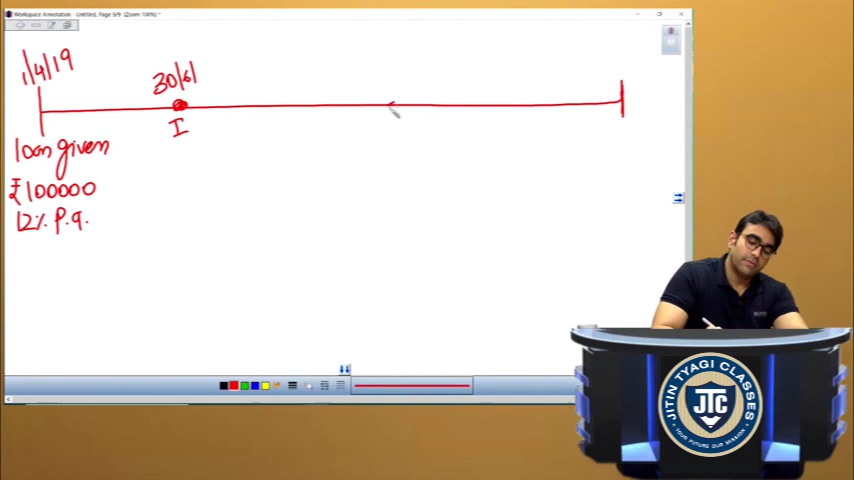 Workspace Annotation - Untitled, Page 9/9 (Zoom 100%) *
1/4/19
30/6/
I
loan given
₹100000
12% P.a.
JITIN TYAGI CLASSES
JTC
YOUR FUTURE OUR MISSION